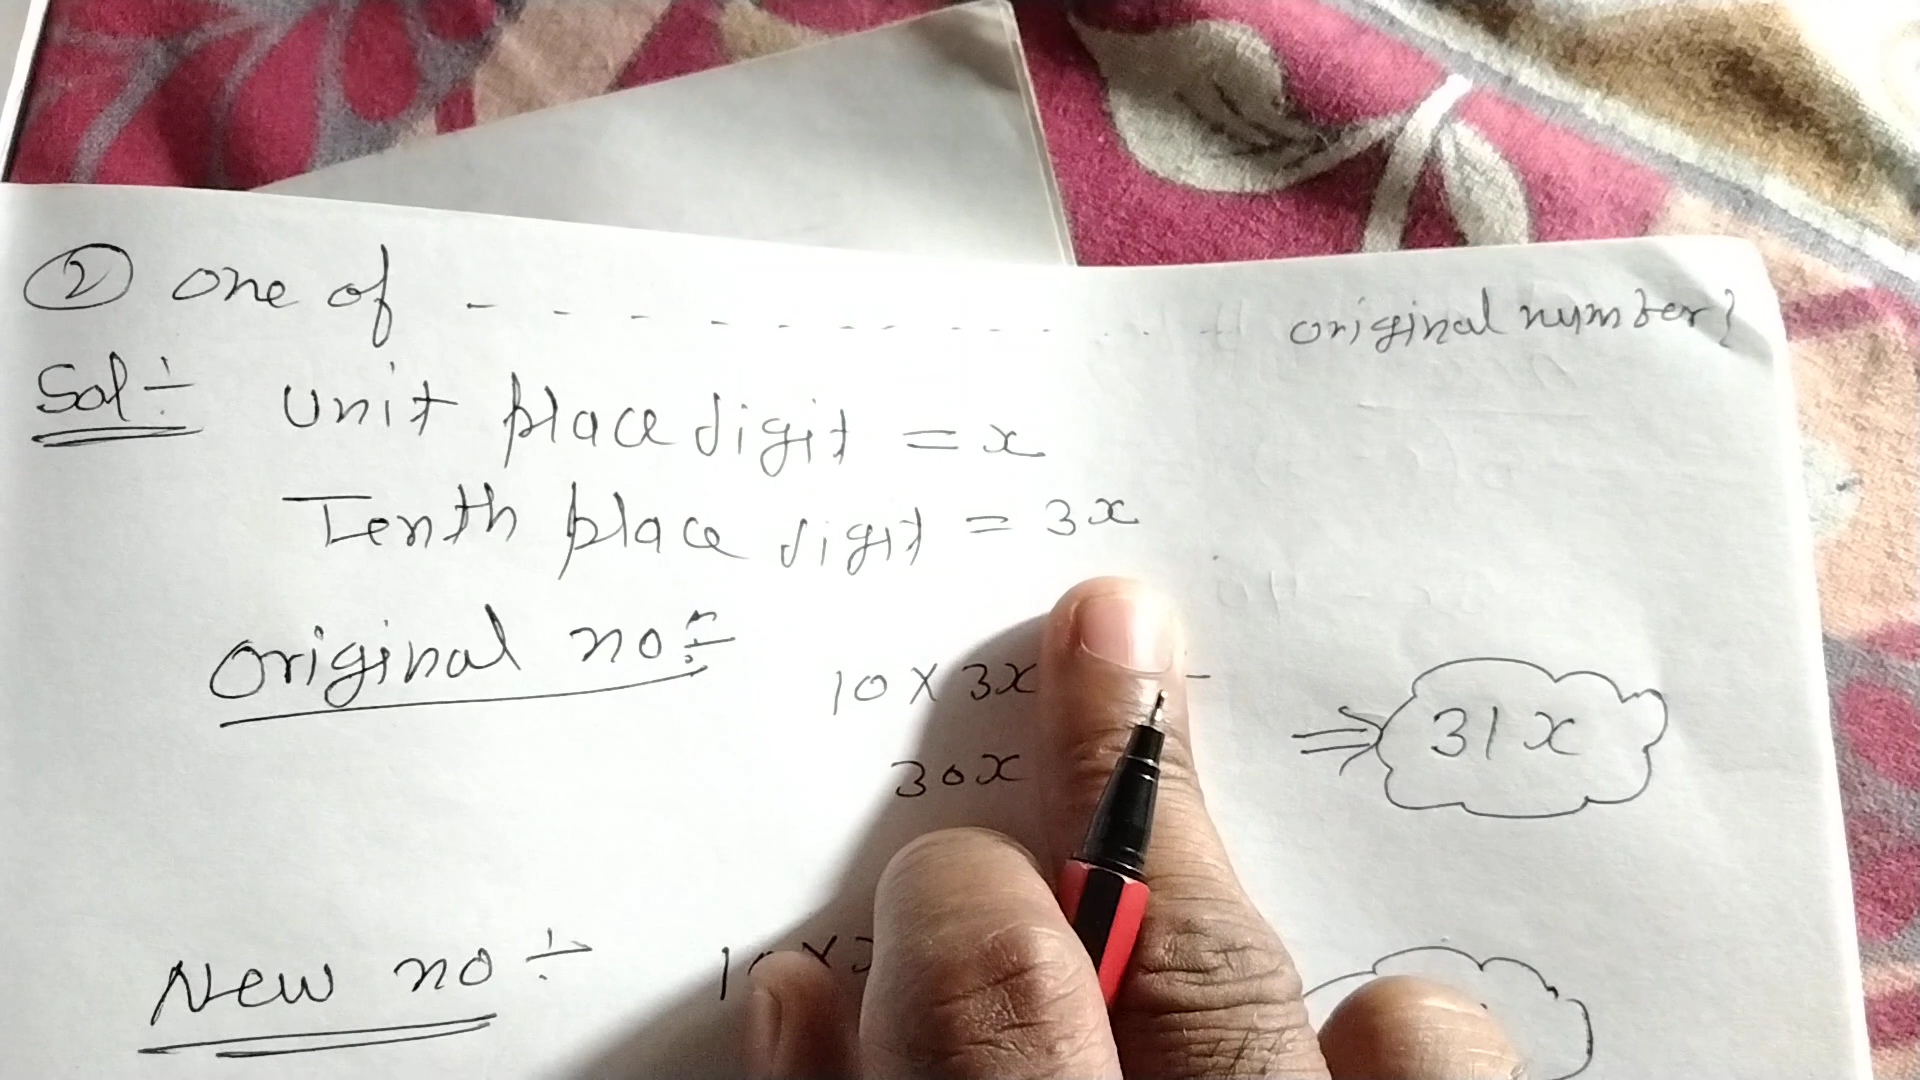 ② one of - - - - - - - - - - original number?
Sol÷ Unit place digit = x
Tenth place digit = 3x
Original no÷
10 X 3x
30x
⇒ 31x
New no÷